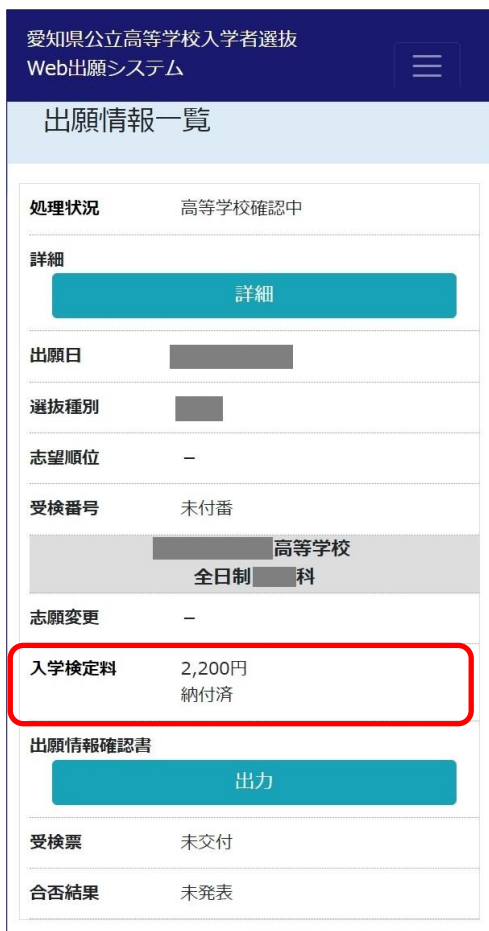 愛知県公立高等学校入学者選抜
Web出願システム
出願情報一覧
処理状況 高等学校確認中
詳細
詳細
出願日
選抜種別
志望順位 －
受検番号 未付番
高等学校
全日制 科
志願変更 －
入学検定料 2,200円
納付済
出願情報確認書
出力
受検票 未交付
合否結果 未発表